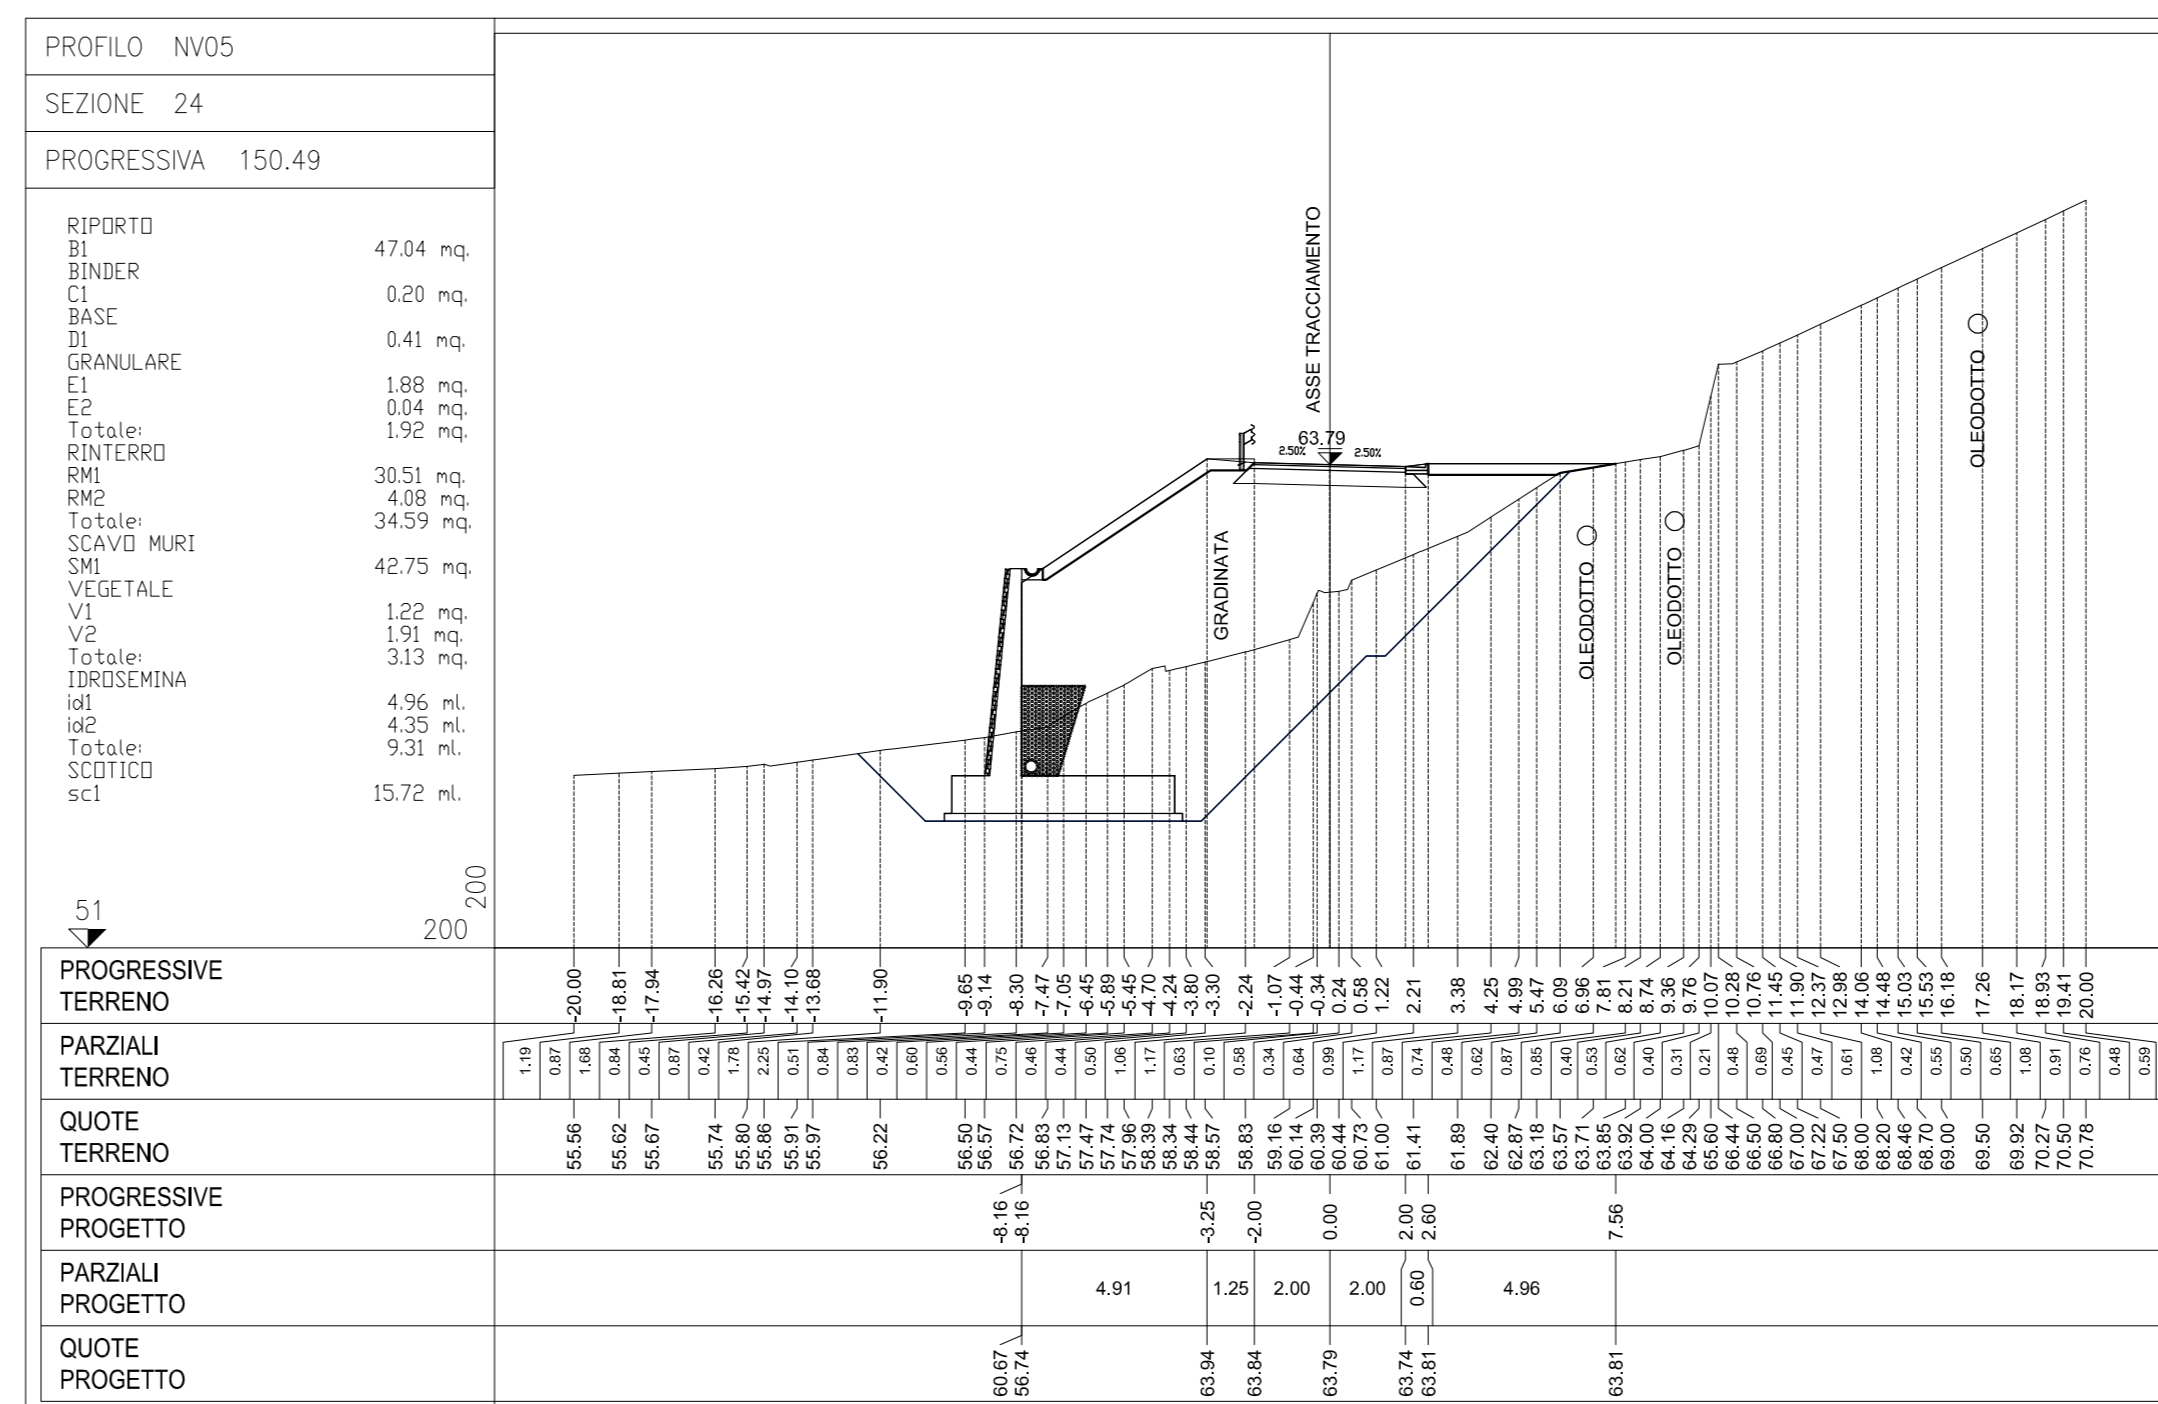 PROFILO NV05
SEZIONE 24
PROGRESSIVA 150.49
RIPORTO
B1 47.04 mq.
BINDER
C1 0.20 mq.
BASE
D1 0.41 mq.
GRANULARE
E1 1.88 mq.
E2 0.04 mq.
Totale: 1.92 mq.
RINTERRO
RM1 30.51 mq.
RM2 4.08 mq.
Totale: 34.59 mq.
SCAVO MURI
SM1 42.75 mq.
VEGETALE
V1 1.22 mq.
V2 1.91 mq.
Totale: 3.13 mq.
IDROSEMINA
id1 4.96 ml.
id2 4.35 ml.
Totale: 9.31 ml.
SCOTICO
sc1 15.72 ml.
51
200
200
ASSE TRACCIAMENTO
63.79
2.50% 2.50%
GRADINATA
OLEODOTTO
OLEODOTTO
OLEODOTTO
PROGRESSIVE TERRENO
-20.00 -18.81 -17.94 -16.26 -15.42 -14.97 -14.10 -13.68 -11.90 -9.65 -9.14 -8.30 -7.47 -7.05 -6.45 -5.89 -5.45 -4.70 -4.24 -3.80 -3.30 -2.24 -1.07 -0.44 -0.34 0.24 0.58 1.22 2.21 3.38 4.25 4.99 5.47 6.09 6.96 7.81 8.21 8.74 9.36 9.76 10.07 10.28 10.76 11.45 11.90 12.37 12.98 14.06 14.48 15.03 15.53 16.18 17.26 18.17 18.93 19.41 20.00
PARZIALI TERRENO
1.19 0.87 1.68 0.84 0.45 0.87 0.42 1.78 2.25 0.51 0.84 0.83 0.42 0.60 0.56 0.44 0.75 0.46 0.44 0.50 1.06 1.17 0.63 0.10 0.58 0.34 0.64 0.99 1.17 0.87 0.74 0.48 0.62 0.87 0.85 0.40 0.53 0.62 0.40 0.31 0.21 0.48 0.69 0.45 0.47 0.61 1.08 0.42 0.55 0.50 0.65 1.08 0.91 0.76 0.48 0.59
QUOTE TERRENO
55.56 55.62 55.67 55.74 55.80 55.86 55.91 55.97 56.22 56.50 56.57 56.72 56.83 57.13 57.47 57.74 57.96 58.39 58.34 58.44 58.57 58.83 59.16 60.14 60.39 60.44 60.73 61.00 61.41 61.89 62.40 62.87 63.18 63.57 63.71 63.85 63.92 64.00 64.16 64.29 65.60 66.44 66.50 66.80 67.00 67.22 67.50 68.00 68.20 68.46 68.70 69.00 69.50 69.92 70.27 70.50 70.78
PROGRESSIVE PROGETTO
-8.16 -8.16 -3.25 -2.00 0.00 2.00 2.60 7.56
PARZIALI PROGETTO
4.91 1.25 2.00 2.00 0.60 4.96
QUOTE PROGETTO
60.67 56.74 63.94 63.84 63.79 63.74 63.81 63.81